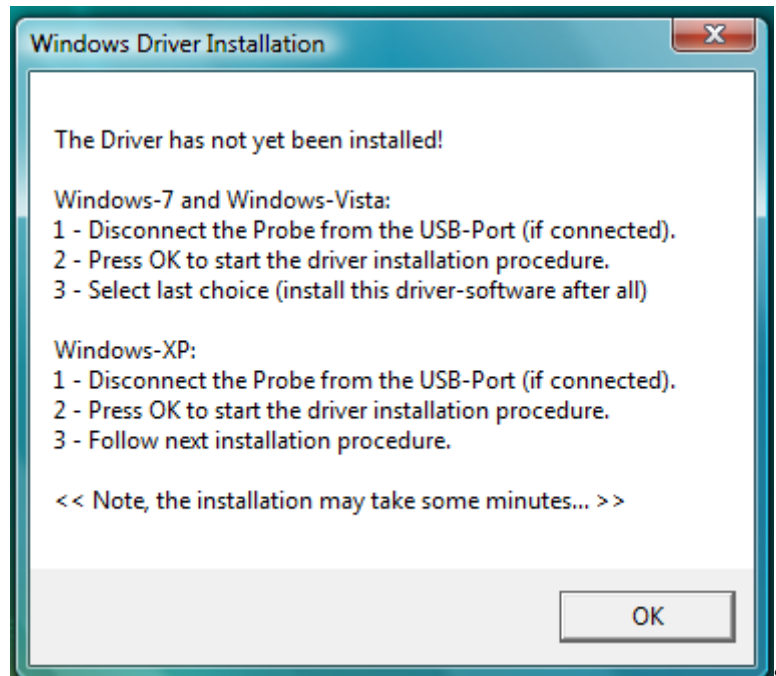 Windows Driver Installation
The Driver has not yet been installed!
Windows-7 and Windows-Vista:
1 - Disconnect the Probe from the USB-Port (if connected).
2 - Press OK to start the driver installation procedure.
3 - Select last choice (install this driver-software after all)
Windows-XP:
1 - Disconnect the Probe from the USB-Port (if connected).
2 - Press OK to start the driver installation procedure.
3 - Follow next installation procedure.
<< Note, the installation may take some minutes... >>
OK